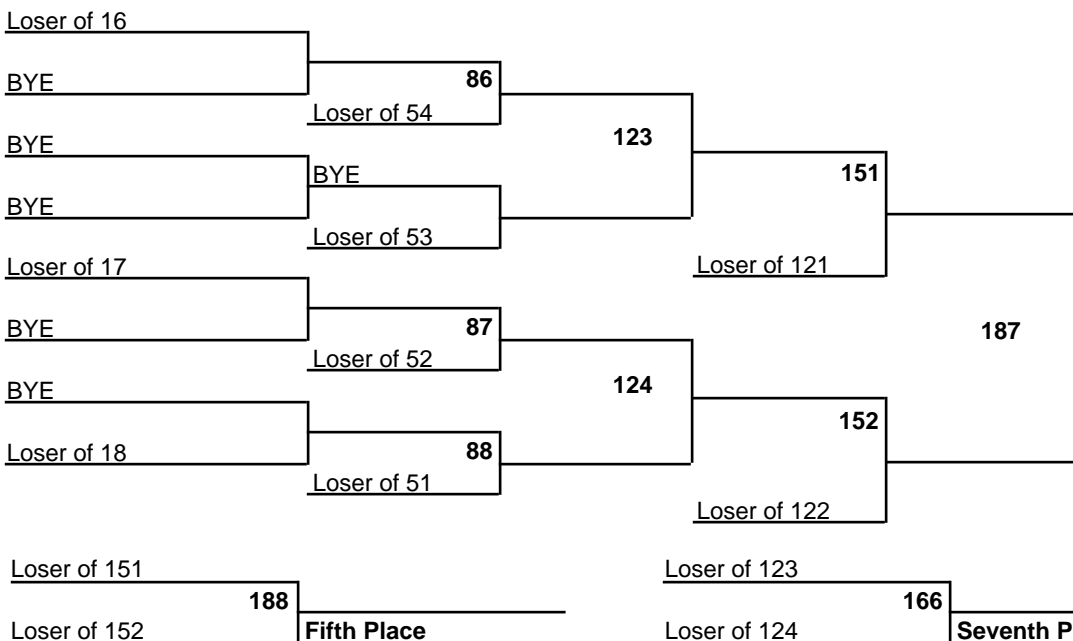 Loser of 16
86
BYE
Loser of 54
123
BYE
BYE
151
BYE
Loser of 53
Loser of 121
Loser of 17
BYE
87
187
Loser of 52
124
BYE
152
Loser of 18
88
Loser of 51
Loser of 122
Loser of 151
Loser of 123
188
166
Loser of 152
Fifth Place
Loser of 124
Seventh P